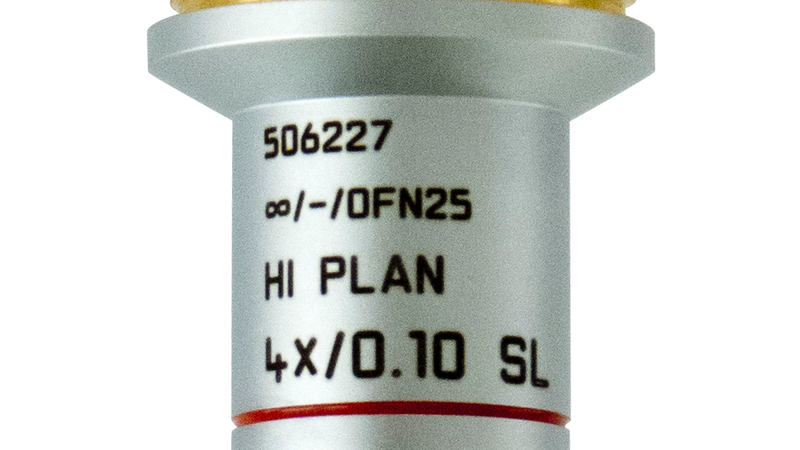 506227
∞/-/OFN25
HI PLAN
4X/0.10 SL